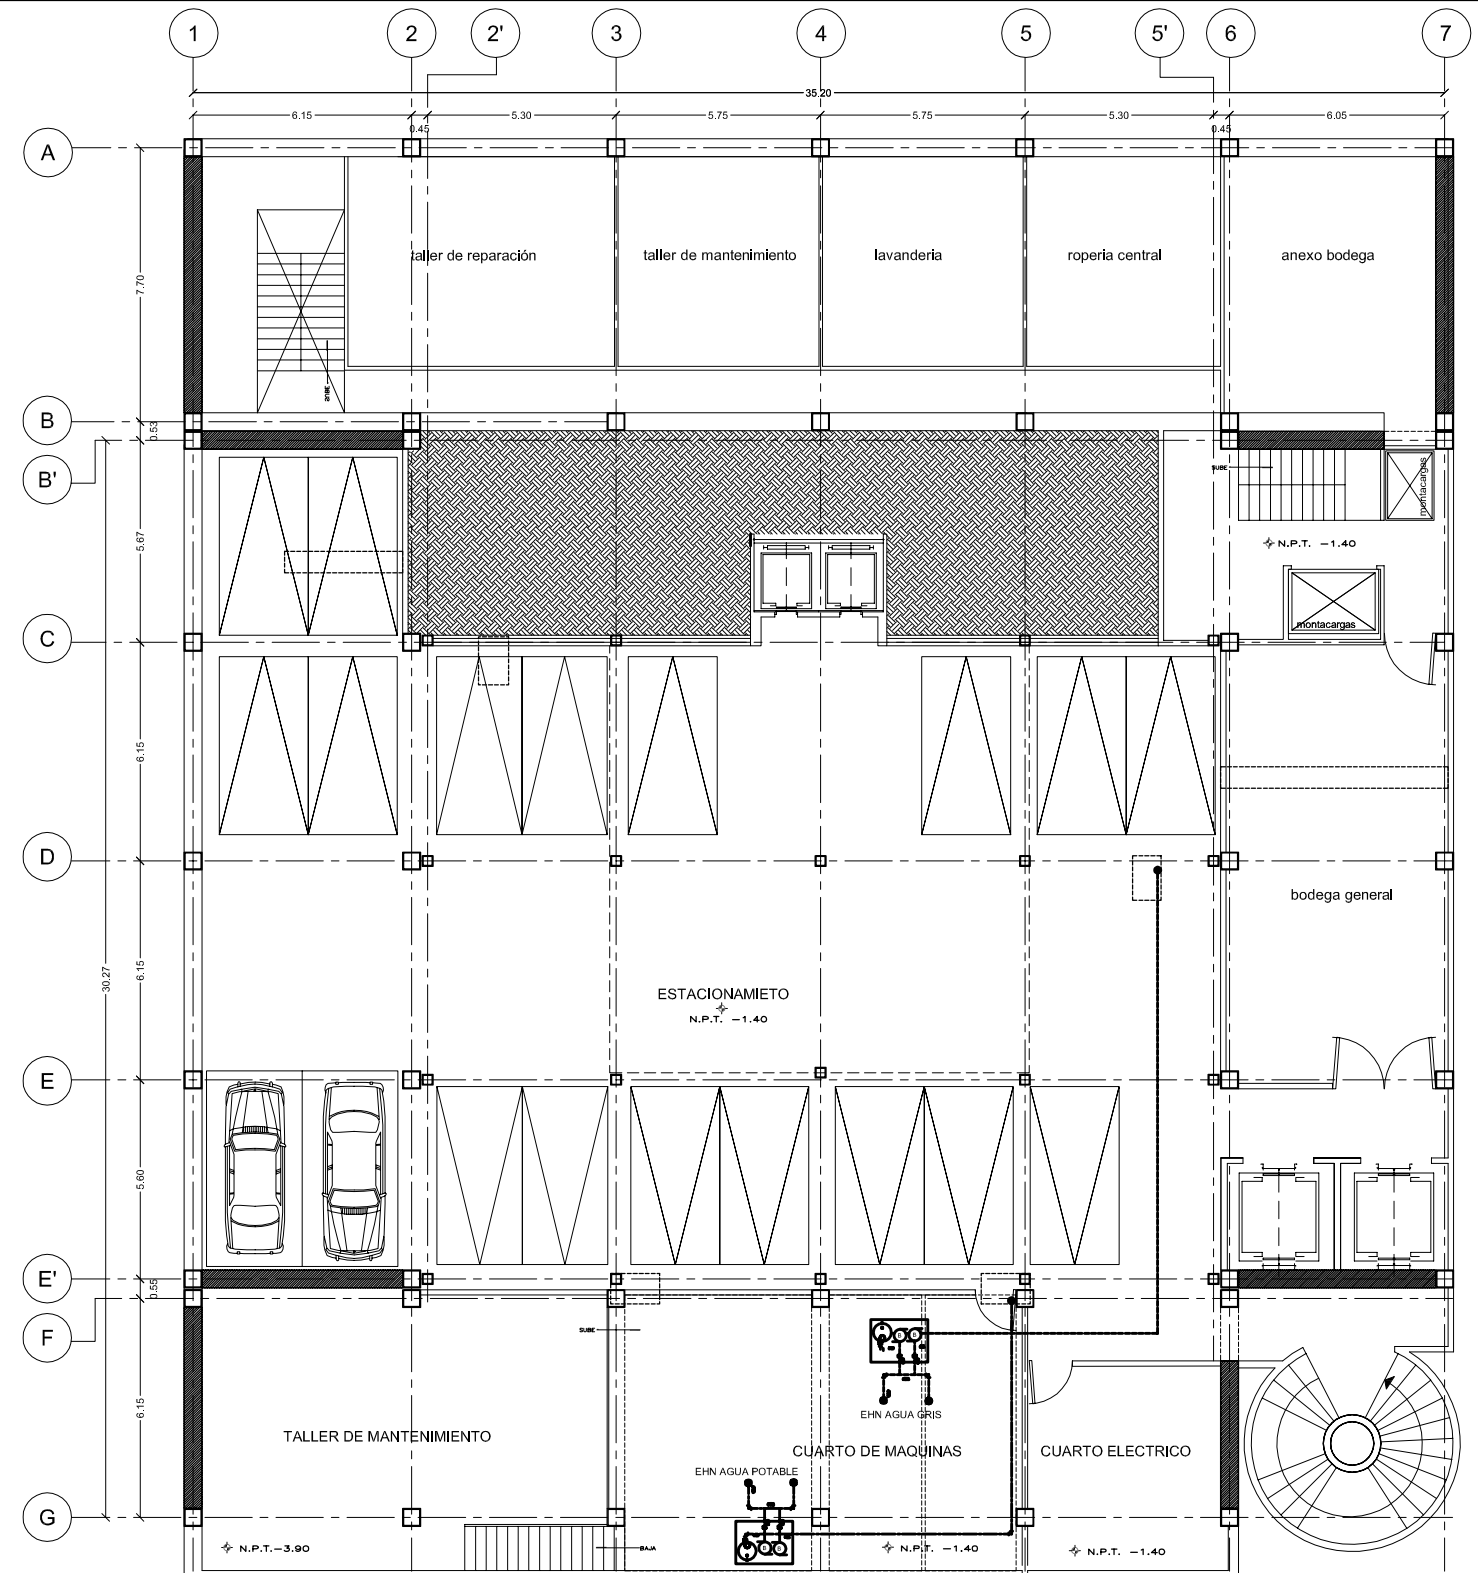 1 2 2' 3 4 5 5' 6 7
35.20
6.15 0.45 5.30 5.75 5.75 5.30 0.45 6.05
A
7.70
taller de reparación
taller de mantenimiento
lavanderia
roperia central
anexo bodega
SUBE
B
0.53
B'
SUBE
montacargas
5.67
N.P.T. -1.40
montacargas
C
6.15
D
bodega general
30.27
6.15
ESTACIONAMIETO
N.P.T. -1.40
E
5.60
E'
0.55
F
SUBE
B B
6.15
EHN AGUA GRIS
TALLER DE MANTENIMIENTO
CUARTO DE MAQUINAS
CUARTO ELECTRICO
EHN AGUA POTABLE
G
B B
N.P.T.-3.90
BAJA
N.P.T. -1.40
N.P.T. -1.40